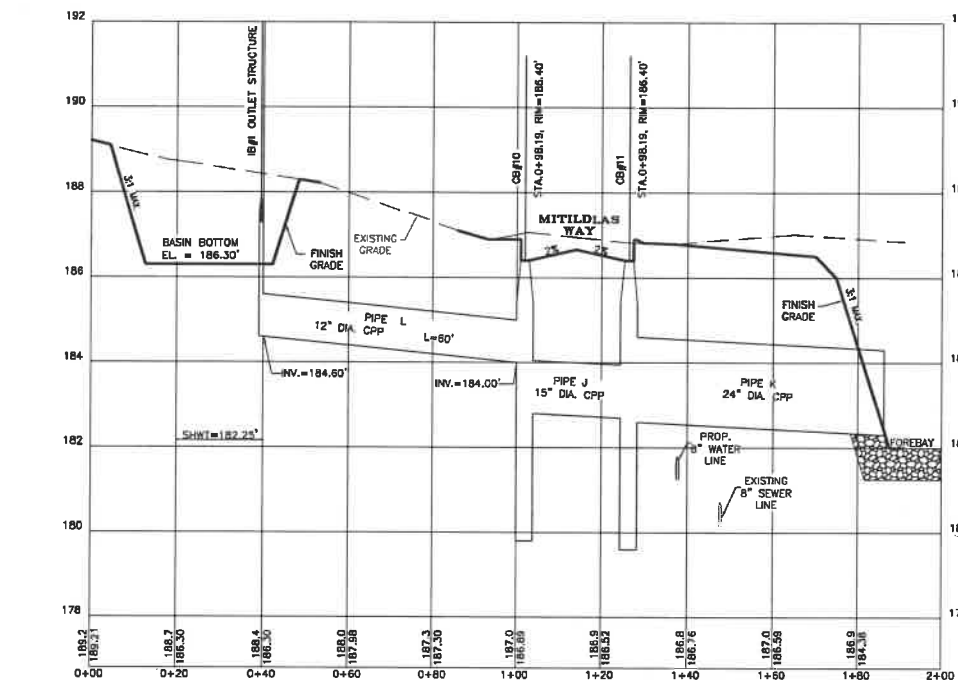 192
190
188
186
184
182
180
178
IB#1 OUTLET STRUCTURE
CB#10
STA.0+98.19, RIM=186.40'
CB#11
STA.0+98.19, RIM=186.40'
3:1 MAX.
BASIN BOTTOM
EL. = 186.30'
FINISH
GRADE
EXISTING
GRADE
MITILDLAS
WAY
2%
2%
FINISH
GRADE
3:1 MAX.
PIPE L
12" DIA. CPP
L=60'
INV.=184.60'
INV.=184.00'
PIPE J
15" DIA. CPP
PIPE K
24" DIA. CPP
SHWT=182.25'
PROP.
8" WATER
LINE
EXISTING
8" SEWER
LINE
FOREBAY
189.2
189.21
188.7
186.30
188.4
186.30
188.0
187.98
187.3
187.30
187.0
186.89
186.9
186.52
186.8
186.76
187.0
186.59
186.9
184.38
0+00
0+20
0+40
0+60
0+80
1+00
1+20
1+40
1+60
1+80
2+00